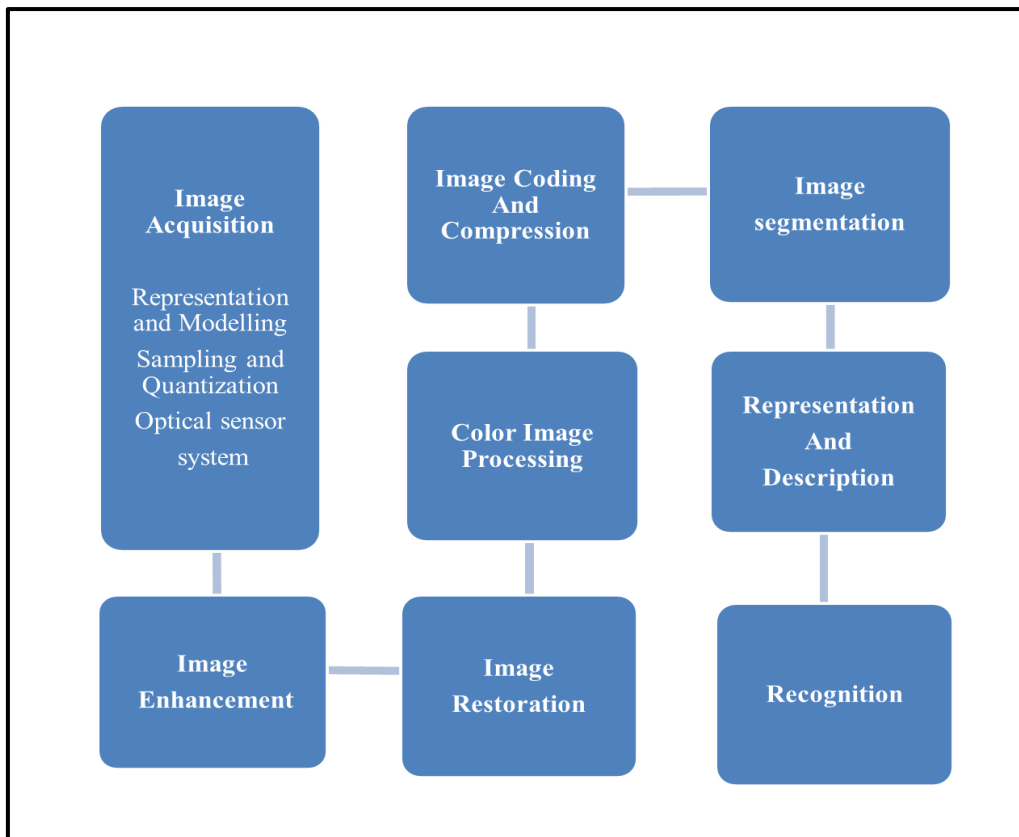 Image
Acquisition
Representation
and Modelling
Sampling and
Quantization
Optical sensor
system
Image
Enhancement
Image
Restoration
Color Image
Processing
Image Coding
And
Compression
Image
segmentation
Representation
And
Description
Recognition